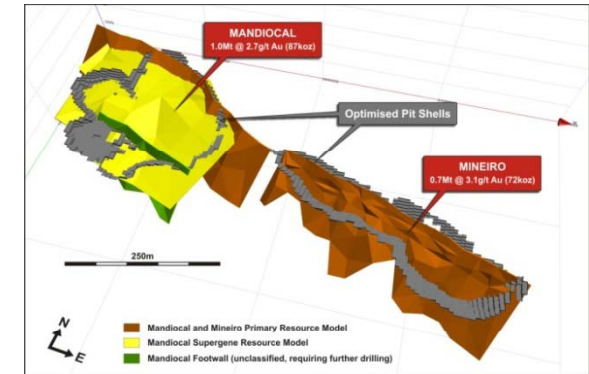 MANDIOCAL
1.0Mt @ 2.7g/t Au (87koz)
Optimised Pit Shells
MINEIRO
0.7Mt @ 3.1g/t Au (72koz)
250m
N
E
Mandiocal and Mineiro Primary Resource Model
Mandiocal Supergene Resource Model
Mandiocal Footwall (unclassified, requiring further drilling)